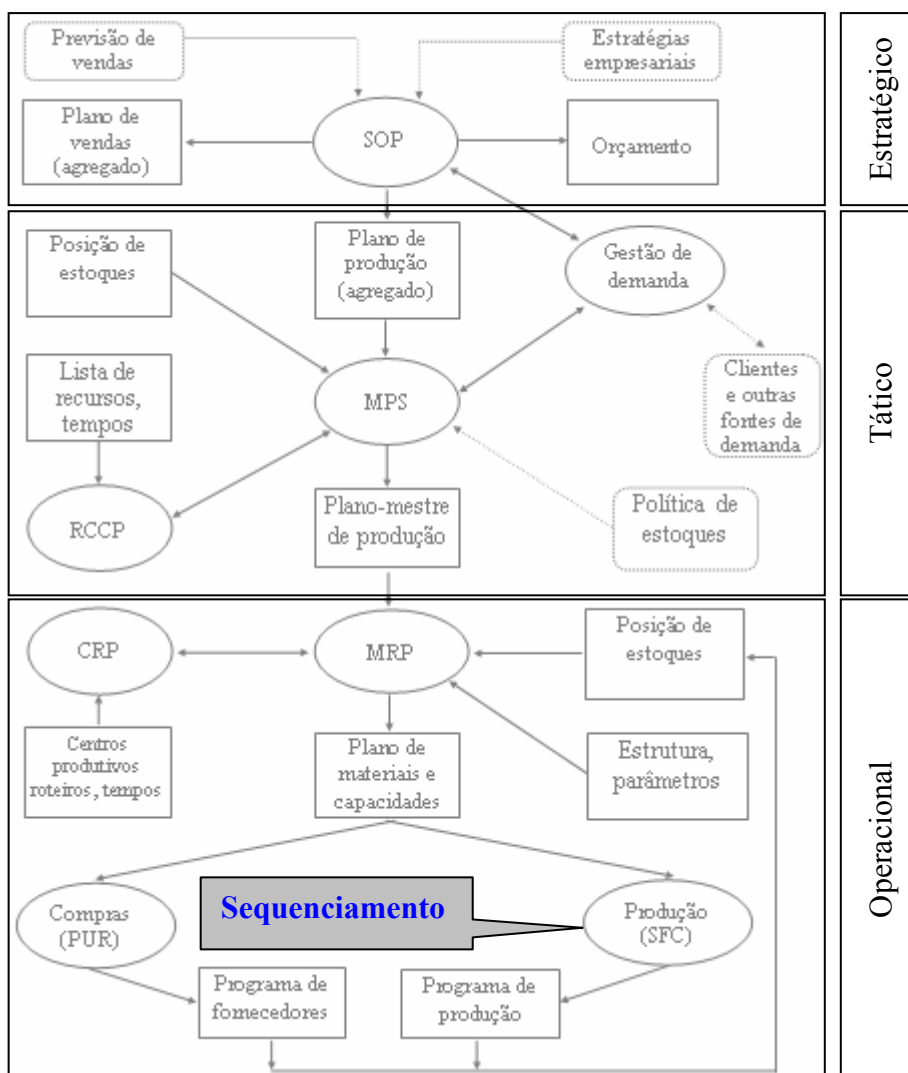 Previsão de
vendas
Estratégias
empresariais
Plano de
vendas
(agregado)
SOP
Orçamento
Estratégico
Posição de
estoques
Plano de
produção
(agregado)
Gestão de
demanda
Lista de
recursos,
tempos
MPS
Clientes
e outras
fontes de
demanda
RCCP
Plano-mestre
de produção
Política de
estoques
Tático
CRP
MRP
Posição de
estoques
Centros
produtivos
roteiros, tempos
Plano de
materiais e
capacidades
Estrutura,
parâmetros
Compras
(PUR)
Sequenciamento
Produção
(SFC)
Programa de
fornecedores
Programa de
produção
Operacional